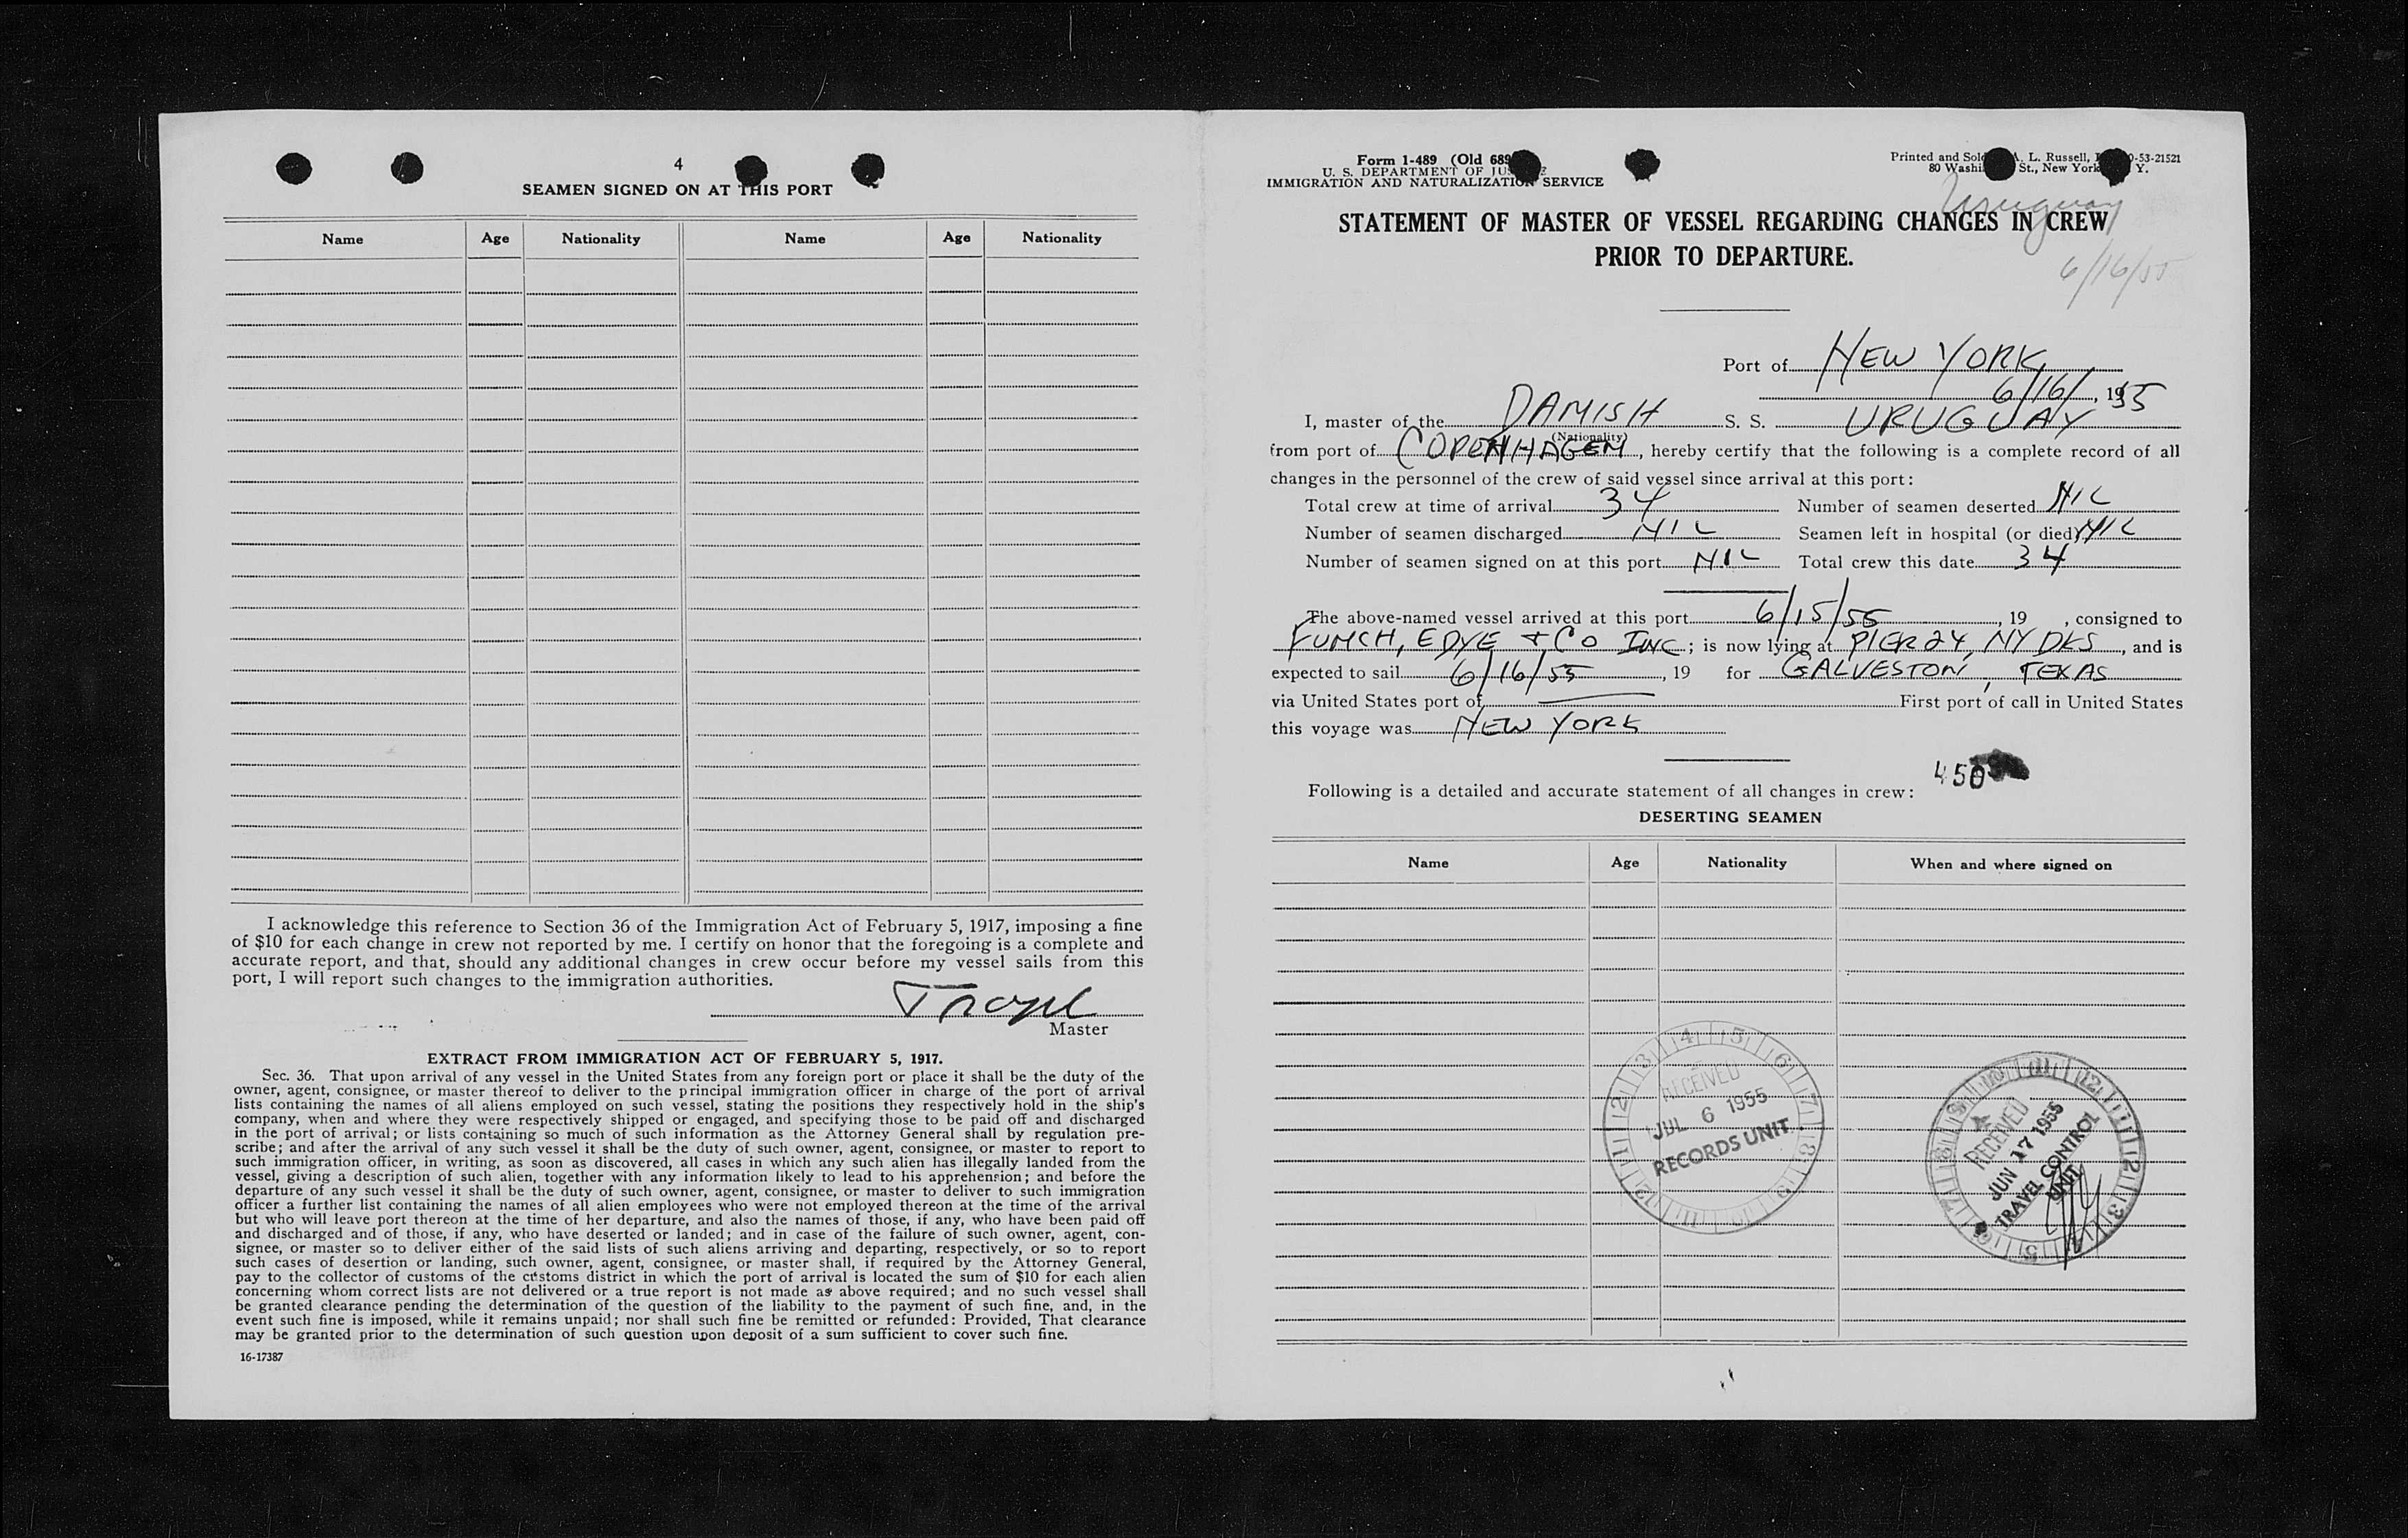 4
SEAMEN SIGNED ON AT THIS PORT
Name Age Nationality Name Age Nationality
I acknowledge this reference to Section 36 of the Immigration Act of February 5, 1917, imposing a fine
of $10 for each change in crew not reported by me. I certify on honor that the foregoing is a complete and
accurate report, and that, should any additional changes in crew occur before my vessel sails from this
port, I will report such changes to the immigration authorities.
Master
EXTRACT FROM IMMIGRATION ACT OF FEBRUARY 5, 1917.
Sec. 36. That upon arrival of any vessel in the United States from any foreign port or place it shall be the duty of the
owner, agent, consignee, or master thereof to deliver to the principal immigration officer in charge of the port of arrival
lists containing the names of all aliens employed on such vessel, stating the positions they respectively hold in the ship's
company, when and where they were respectively shipped or engaged, and specifying those to be paid off and discharged
in the port of arrival; or lists containing so much of such information as the Attorney General shall by regulation pre-
scribe; and after the arrival of any such vessel it shall be the duty of such owner, agent, consignee, or master to report to
such immigration officer, in writing, as soon as discovered, all cases in which any such alien has illegally landed from the
vessel, giving a description of such alien, together with any information likely to lead to his apprehension; and before the
departure of any such vessel it shall be the duty of such owner, agent, consignee, or master to deliver to such immigration
officer a further list containing the names of all alien employees who were not employed thereon at the time of the arrival
but who will leave port thereon at the time of her departure, and also the names of those, if any, who have been paid off
and discharged and of those, if any, who have deserted or landed; and in case of the failure of such owner, agent, con-
signee, or master so to deliver either of the said lists of such aliens arriving and departing, respectively, or so to report
such cases of desertion or landing, such owner, agent, consignee, or master shall, if required by the Attorney General,
pay to the collector of customs of the customs district in which the port of arrival is located the sum of $10 for each alien
concerning whom correct lists are not delivered or a true report is not made as above required; and no such vessel shall
be granted clearance pending the determination of the question of the liability to the payment of such fine, and, in the
event such fine is imposed, while it remains unpaid; nor shall such fine be remitted or refunded: Provided, That clearance
may be granted prior to the determination of such question upon deposit of a sum sufficient to cover such fine.
16-17387
Form 1-489 (Old 689
U. S. DEPARTMENT OF
IMMIGRATION AND NATURALIZATION SERVICE
Printed and Sold L. Russell, 0-53-21521
80 St., New York Y.
Uruguay
STATEMENT OF MASTER OF VESSEL REGARDING CHANGES IN CREW
PRIOR TO DEPARTURE.
6/16/55
Port of NEW YORK
6/16/, 1955
I, master of the DANISH S. S. URUGUAY
(Nationality)
from port of COPENHAGEN, hereby certify that the following is a complete record of all
changes in the personnel of the crew of said vessel since arrival at this port:
Total crew at time of arrival 34 Number of seamen deserted NIL
Number of seamen discharged NIL Seamen left in hospital (or died) NIL
Number of seamen signed on at this port NIL Total crew this date 34
The above-named vessel arrived at this port 6/15/55, 19 , consigned to
FUNCH, EDYE & CO INC; is now lying at PIER 24, NY DKS, and is
expected to sail 6/16/55, 19 for GALVESTON, TEXAS
via United States port of First port of call in United States
this voyage was NEW YORK
450
Following is a detailed and accurate statement of all changes in crew:
DESERTING SEAMEN
Name Age Nationality When and where signed on
RECEIVED
JUL 6 1955
RECORDS UNIT
RECEIVED
JUN 17 1955
TRAVEL CONTROL
UNIT